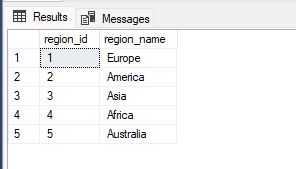 Results Messages
region_id region_name
1 1 Europe
2 2 America
3 3 Asia
4 4 Africa
5 5 Australia